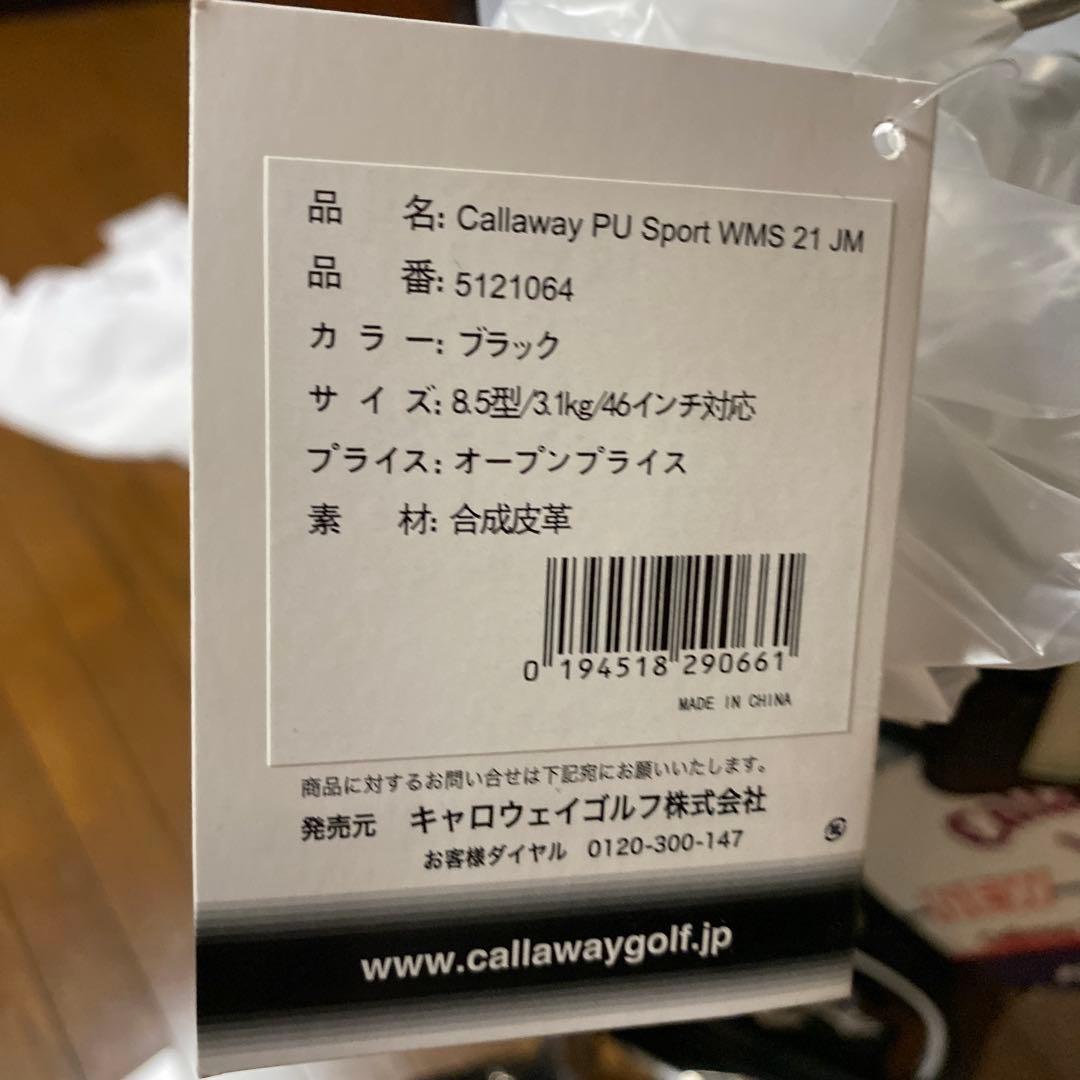 品 名: Callaway PU Sport WMS 21 JM
品 番: 5121064
カラー: ブラック
サイズ: 8.5型/3.1kg/46インチ対応
プライス: オープンプライス
素 材: 合成皮革
0 194518 290661
MADE IN CHINA
商品に対するお問い合せは下記宛にお願いいたします。
発売元 キャロウェイゴルフ株式会社
お客様ダイヤル 0120-300-147
www.callawaygolf.jp